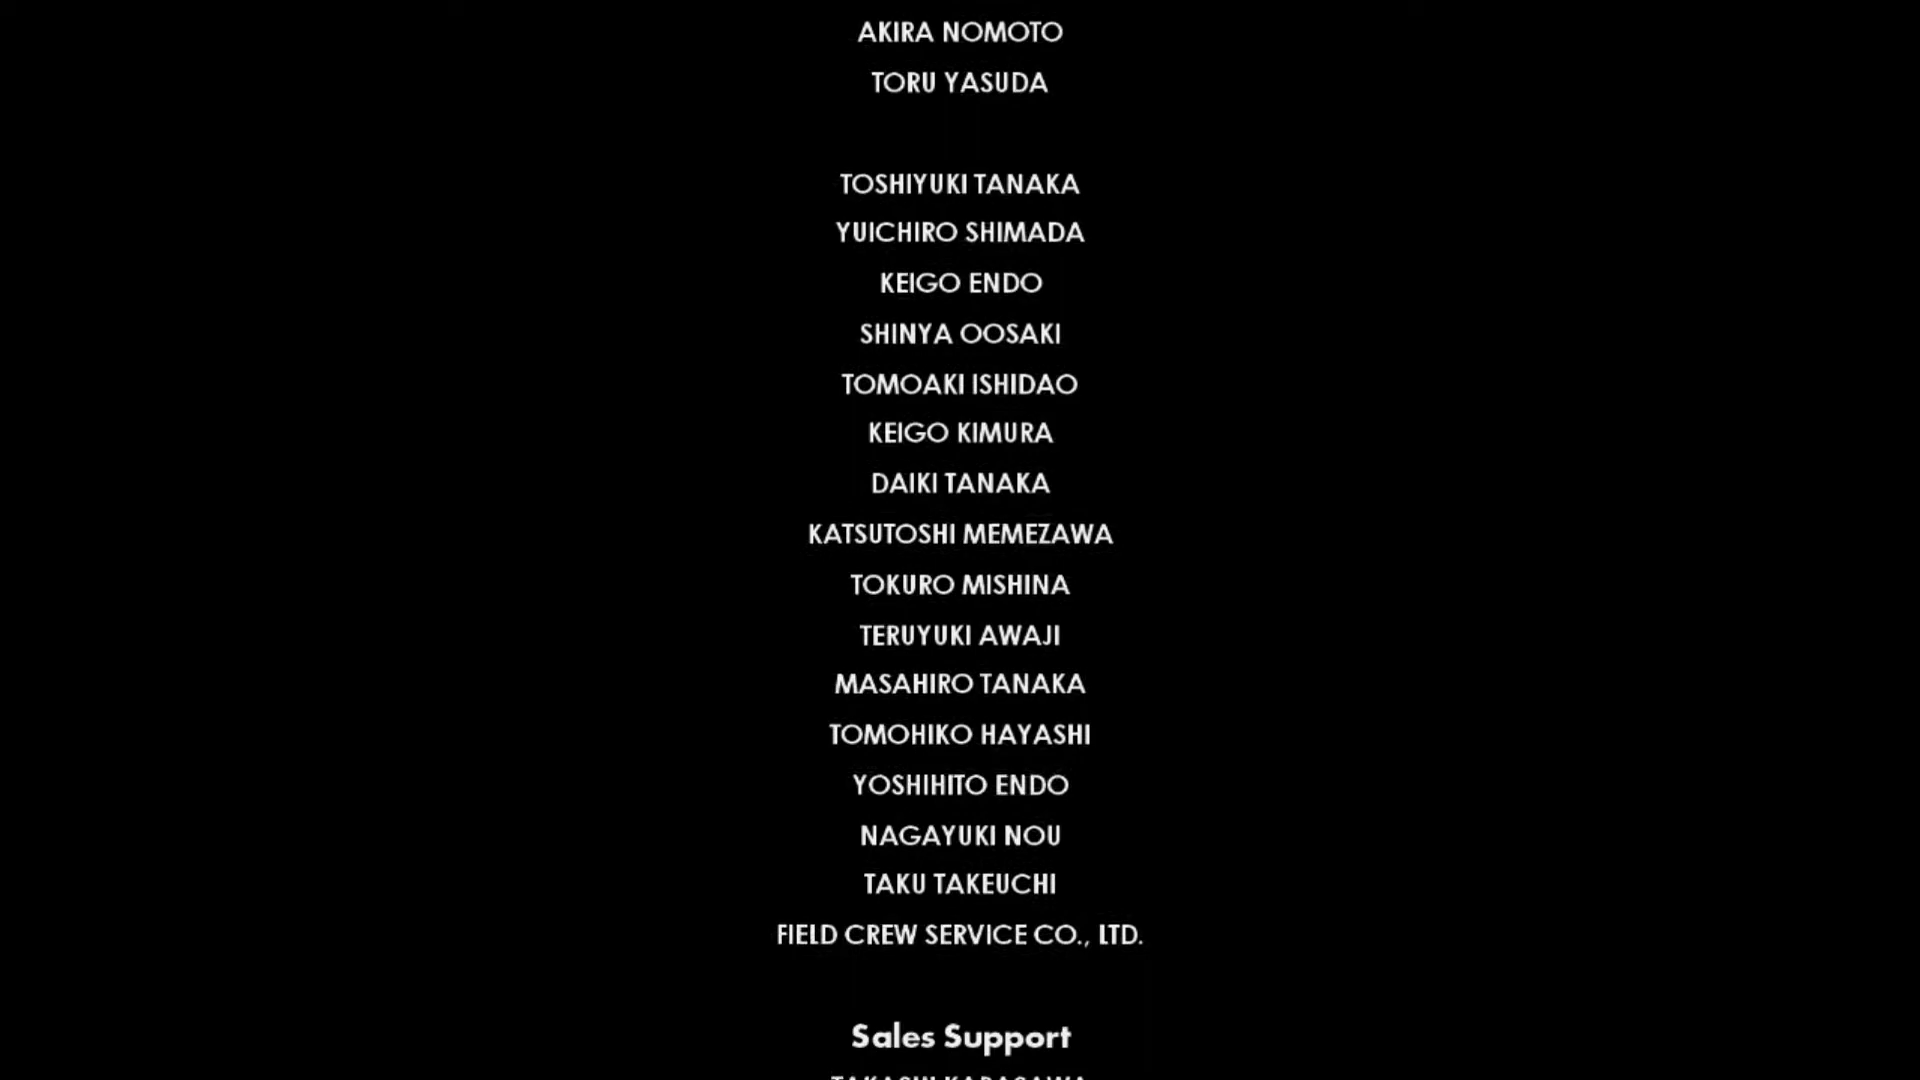 AKIRA NOMOTO
TORU YASUDA
TOSHIYUKI TANAKA
YUICHIRO SHIMADA
KEIGO ENDO
SHINYA OOSAKI
TOMOAKI ISHIDAO
KEIGO KIMURA
DAIKI TANAKA
KATSUTOSHI MEMEZAWA
TOKURO MISHINA
TERUYUKI AWAJI
MASAHIRO TANAKA
TOMOHIKO HAYASHI
YOSHIHITO ENDO
NAGAYUKI NOU
TAKU TAKEUCHI
FIELD CREW SERVICE CO., LTD.
Sales Support